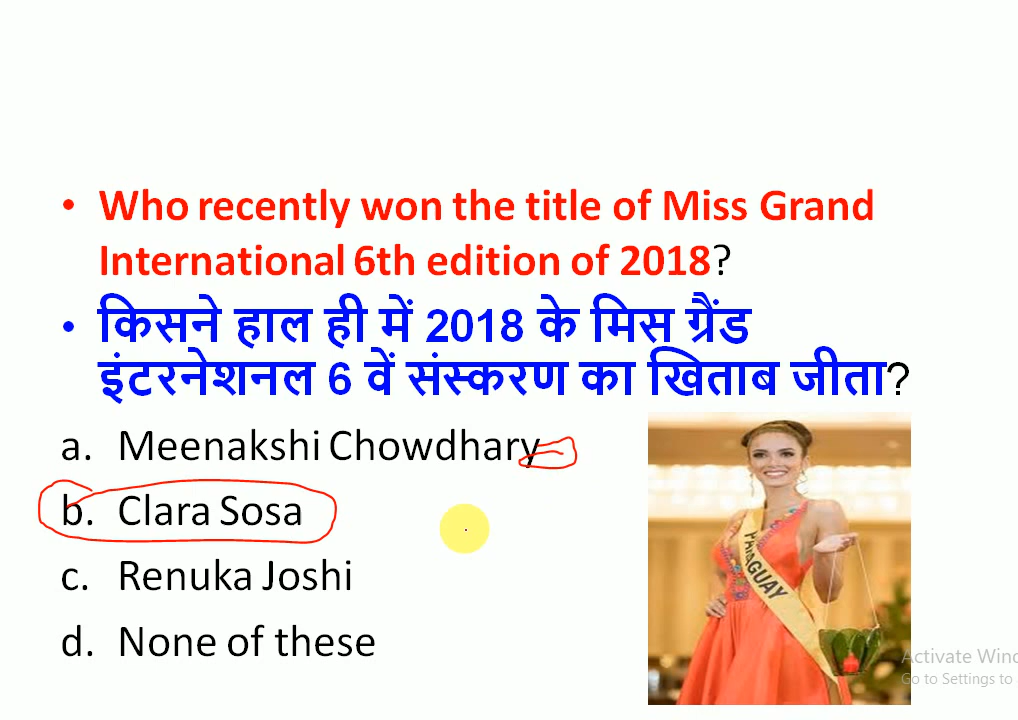 • Who recently won the title of Miss Grand
International 6th edition of 2018?
• किसने हाल ही में 2018 के मिस ग्रैंड
इंटरनेशनल 6 वें संस्करण का खिताब जीता?
a. Meenakshi Chowdhary
b. Clara Sosa
c. Renuka Joshi
d. None of these
PARAGUAY
Activate Wind
Go to Settings to